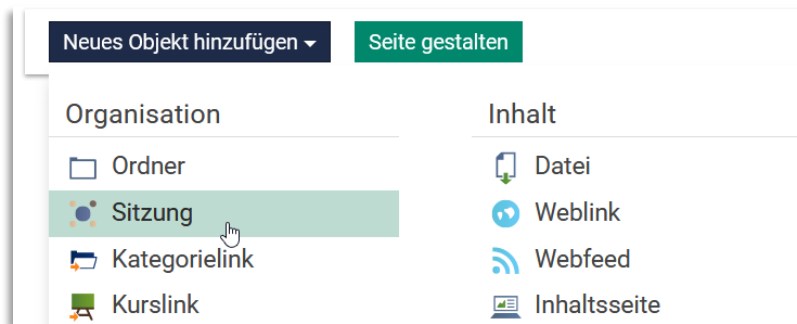 Neues Objekt hinzufügen
Seite gestalten
Organisation
Ordner
Sitzung
Kategorielink
Kurslink
Inhalt
Datei
Weblink
Webfeed
Inhaltsseite